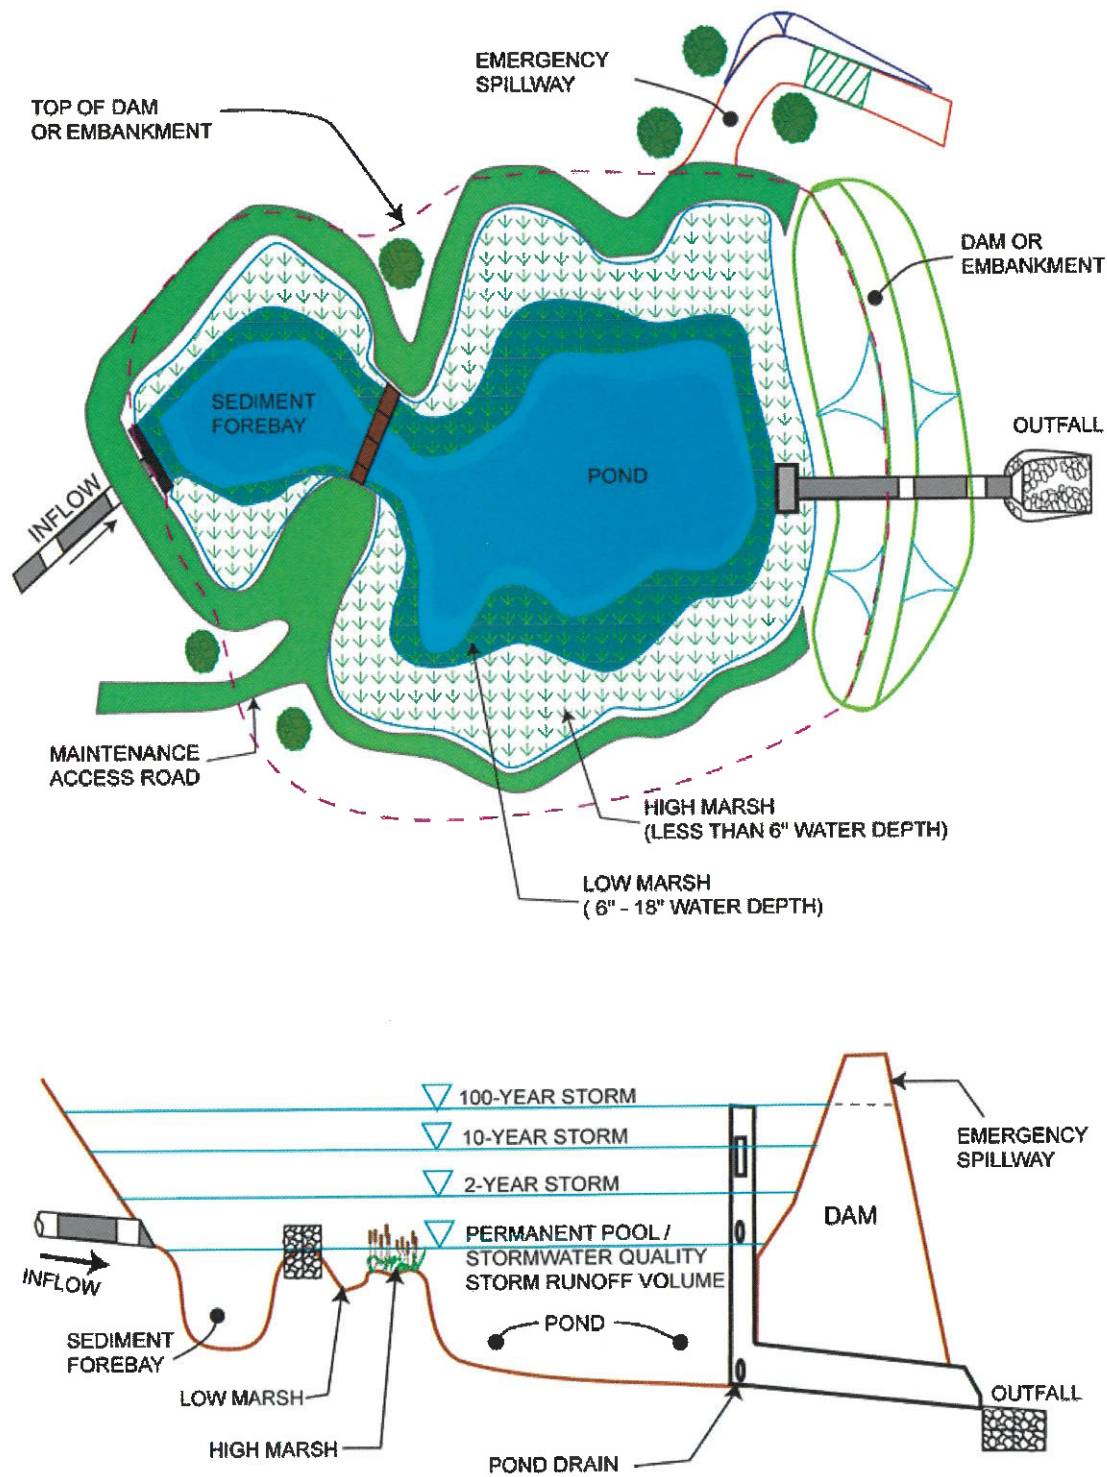 EMERGENCY
SPILLWAY
TOP OF DAM
OR EMBANKMENT
DAM OR
EMBANKMENT
SEDIMENT
FOREBAY
OUTFALL
POND
INFLOW
MAINTENANCE
ACCESS ROAD
HIGH MARSH
(LESS THAN 6" WATER DEPTH)
LOW MARSH
( 6" - 18" WATER DEPTH)
100-YEAR STORM
10-YEAR STORM
EMERGENCY
SPILLWAY
2-YEAR STORM
DAM
PERMANENT POOL /
STORMWATER QUALITY
STORM RUNOFF VOLUME
INFLOW
POND
SEDIMENT
FOREBAY
LOW MARSH
OUTFALL
HIGH MARSH
POND DRAIN